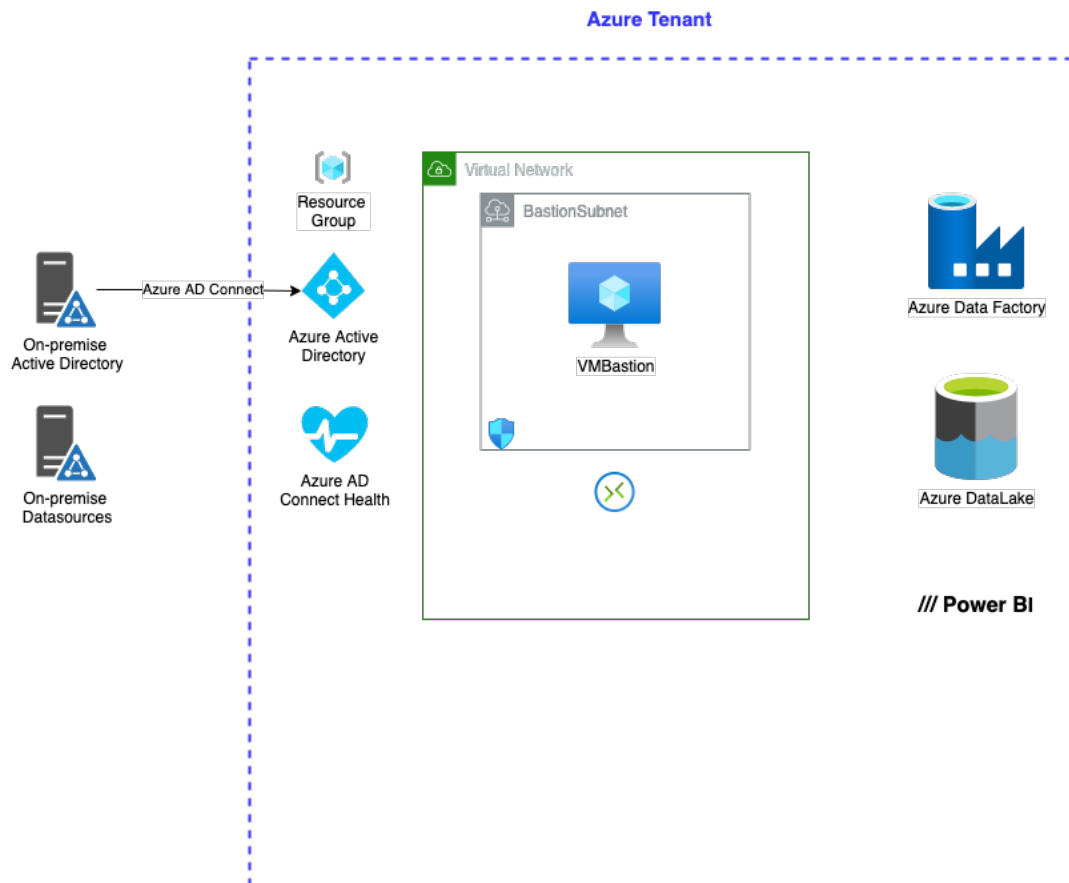 Azure Tenant
Virtual Network
Resource
Group
BastionSubnet
Azure AD Connect
On-premise
Active Directory
Azure Active
Directory
VMBastion
Azure Data Factory
On-premise
Datasources
Azure AD
Connect Health
Azure DataLake
/// Power BI